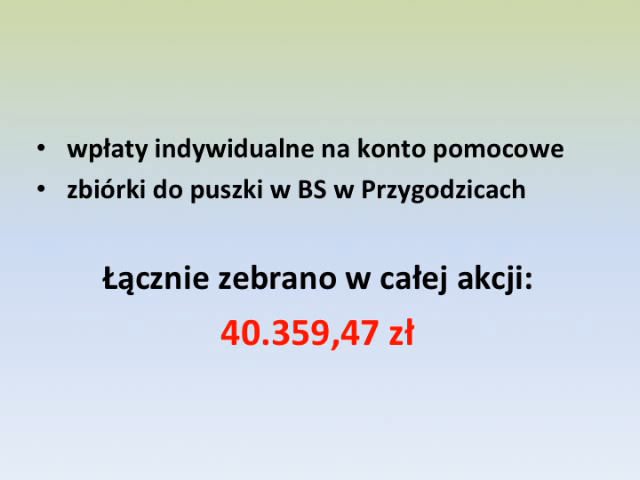 • wpłaty indywidualne na konto pomocowe
• zbiórki do puszki w BS w Przygodzicach
Łącznie zebrano w całej akcji:
40.359,47 zł